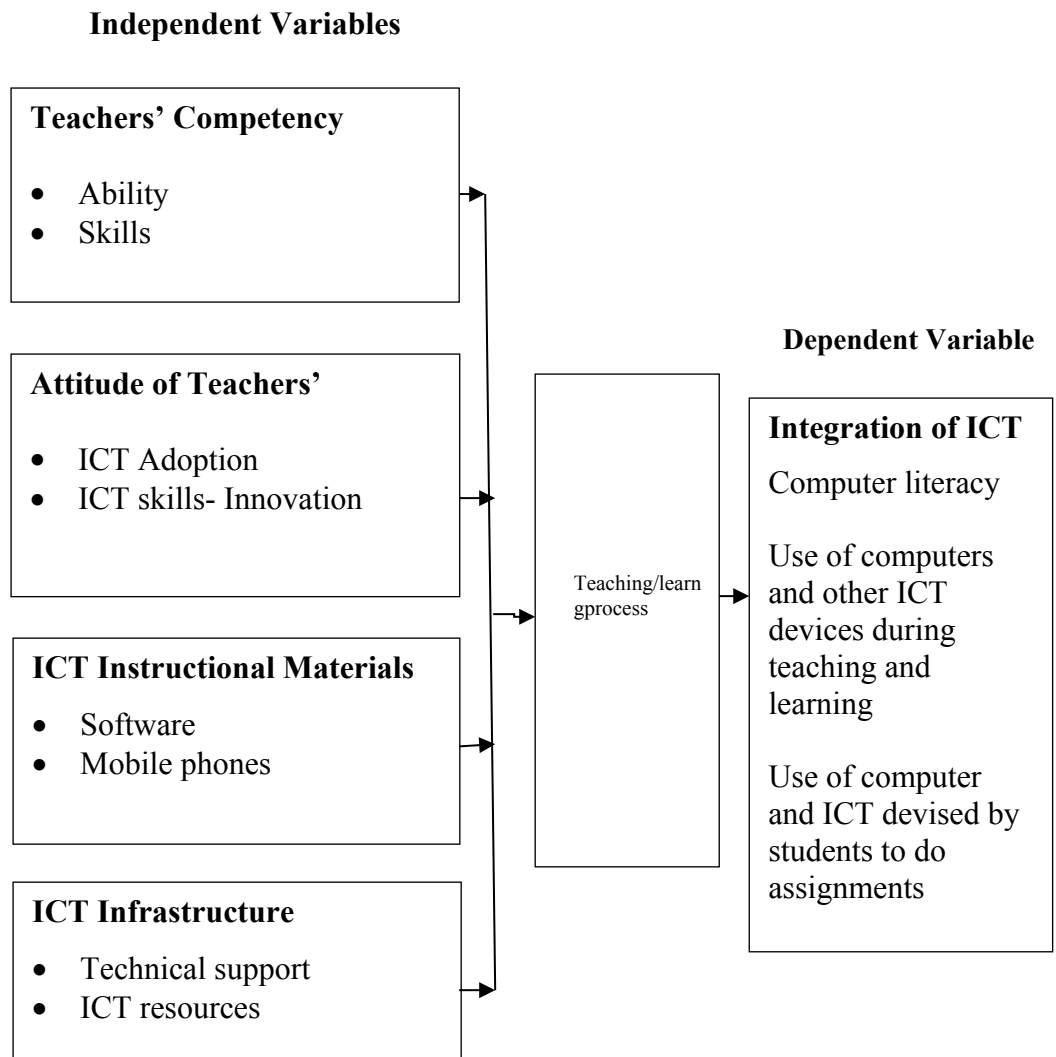 Independent Variables
Teachers’ Competency
• Ability
• Skills
Attitude of Teachers’
• ICT Adoption
• ICT skills- Innovation
ICT Instructional Materials
• Software
• Mobile phones
ICT Infrastructure
• Technical support
• ICT resources
Teaching/learn
gprocess
Dependent Variable
Integration of ICT
Computer literacy
Use of computers
and other ICT
devices during
teaching and
learning
Use of computer
and ICT devised by
students to do
assignments